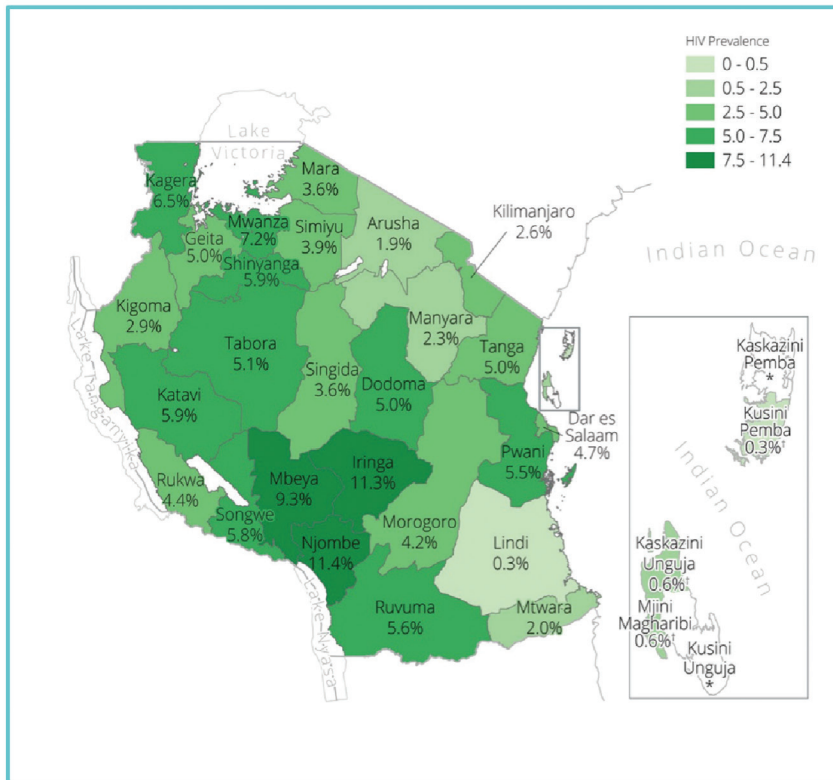 HIV Prevalence
0 - 0.5
0.5 - 2.5
2.5 - 5.0
5.0 - 7.5
7.5 - 11.4
Lake
Victoria
Kagera
6.5%
Mara
3.6%
Mwanza
7.2%
Simiyu
3.9%
Arusha
1.9%
Kilimanjaro
2.6%
Geita
5.0%
Shinyanga
5.9%
Indian Ocean
Kigoma
2.9%
Tabora
5.1%
Singida
3.6%
Manyara
2.3%
Tanga
5.0%
Dodoma
5.0%
Lake Tanganyika
Katavi
5.9%
Dar es
Salaam
4.7%
Pwani
5.5%
Rukwa
4.4%
Mbeya
9.3%
Iringa
11.3%
Songwe
5.8%
Njombe
11.4%
Morogoro
4.2%
Lindi
0.3%
Lake Nyasa
Ruvuma
5.6%
Mtwara
2.0%
Kaskazini
Pemba
*
Kusini
Pemba
0.3%†
Indian Ocean
Kaskazini
Unguja
0.6%†
Mjini
Magharibi
0.6%†
Kusini
Unguja
*